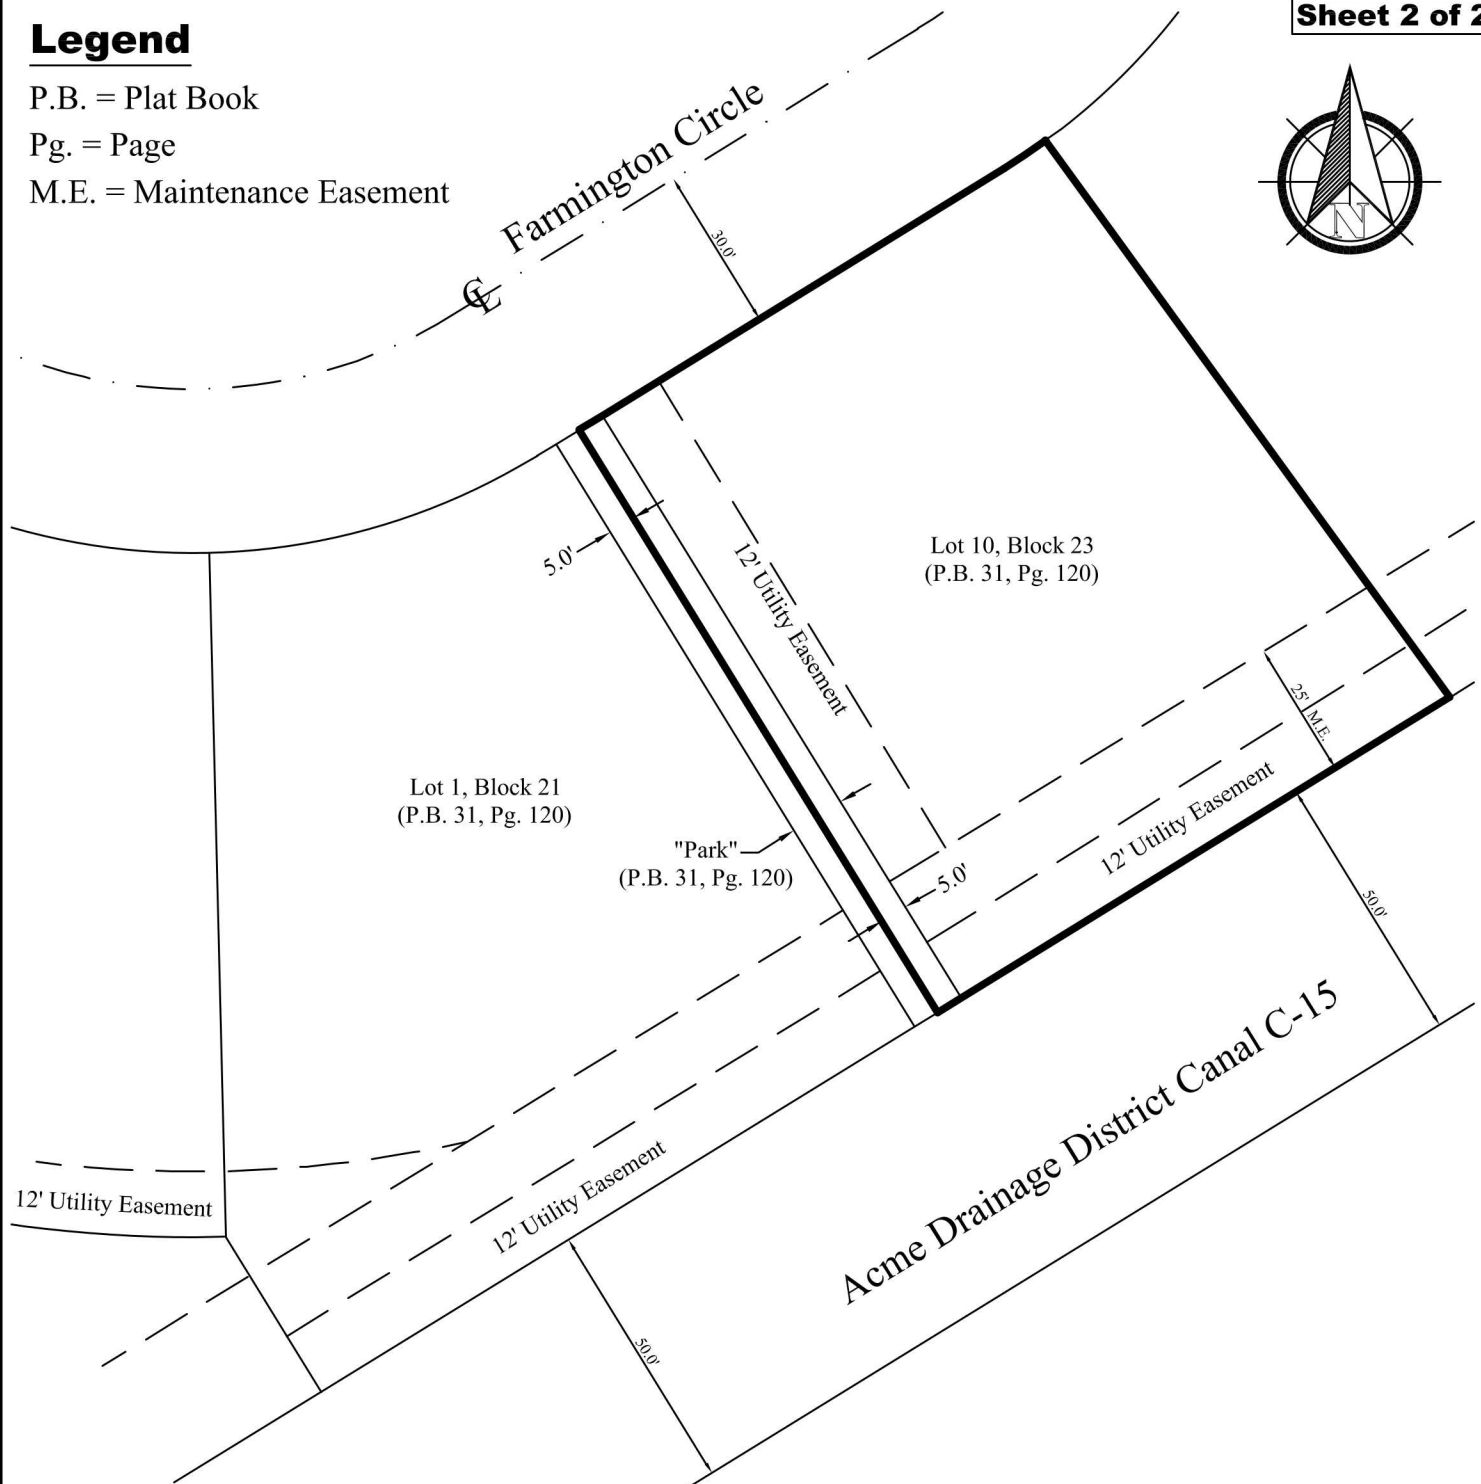 Sheet 2 of 2
Legend
P.B. = Plat Book
Pg. = Page
M.E. = Maintenance Easement
N
Farmington Circle
CL
30.0'
5.0'
12' Utility Easement
Lot 10, Block 23
(P.B. 31, Pg. 120)
25' M.E.
Lot 1, Block 21
(P.B. 31, Pg. 120)
"Park"
(P.B. 31, Pg. 120)
5.0'
12' Utility Easement
50.0'
Acme Drainage District Canal C-15
12' Utility Easement
12' Utility Easement
50.0'